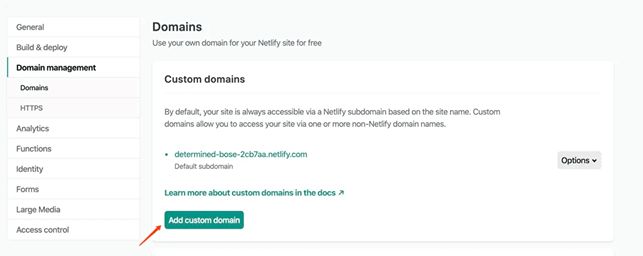 General
Build & deploy
Domain management
Domains
HTTPS
Analytics
Functions
Identity
Forms
Large Media
Access control
Domains
Use your own domain for your Netlify site for free
Custom domains
By default, your site is always accessible via a Netlify subdomain based on the site name. Custom
domains allow you to access your site via one or more non-Netlify domain names.
determined-bose-2cb7aa.netlify.com
Default subdomain
Options
Learn more about custom domains in the docs ↗
Add custom domain